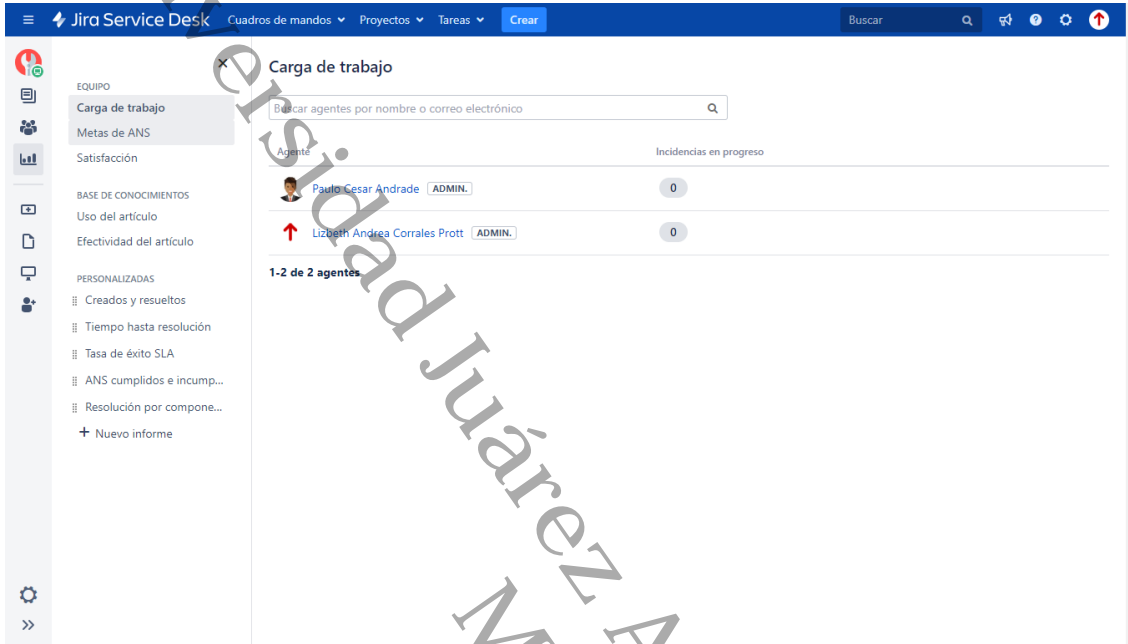 Jira Service Desk Cuadros de mandos Proyectos Tareas Crear Buscar
EQUIPO
Carga de trabajo
Metas de ANS
Satisfacción
BASE DE CONOCIMIENTOS
Uso del artículo
Efectividad del artículo
PERSONALIZADAS
Creados y resueltos
Tiempo hasta resolución
Tasa de éxito SLA
ANS cumplidos e incump...
Resolución por compone...
+ Nuevo informe
Carga de trabajo
Buscar agentes por nombre o correo electrónico
Agente Incidencias en progreso
Paulo Cesar Andrade ADMIN. 0
Lizbeth Andrea Corrales Prott ADMIN. 0
1-2 de 2 agentes
versidad Juárez A
M